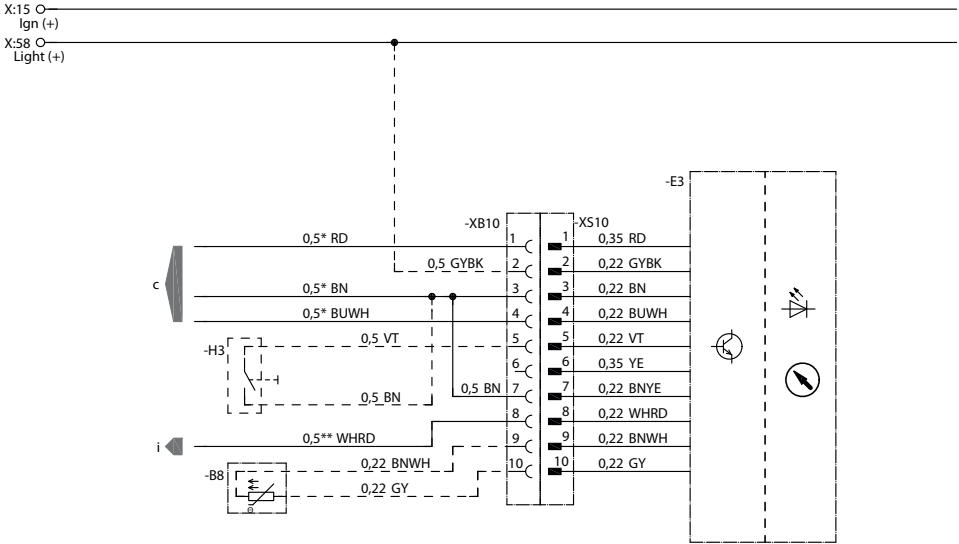 X:15
Ign (+)
X:58
Light (+)
-E3
-XB10
-XS10
0,5* RD
1
1
0,35 RD
0,5 GYBK
2
2
0,22 GYBK
c
0,5* BN
3
3
0,22 BN
0,5* BUWH
4
4
0,22 BUWH
-H3
0,5 VT
5
5
0,22 VT
6
6
0,35 YE
0,5 BN
0,5 BN
7
7
0,22 BNYE
8
8
0,22 WHRD
i
0,5** WHRD
9
9
0,22 BNWH
-B8
0,22 BNWH
10
10
0,22 GY
0,22 GY